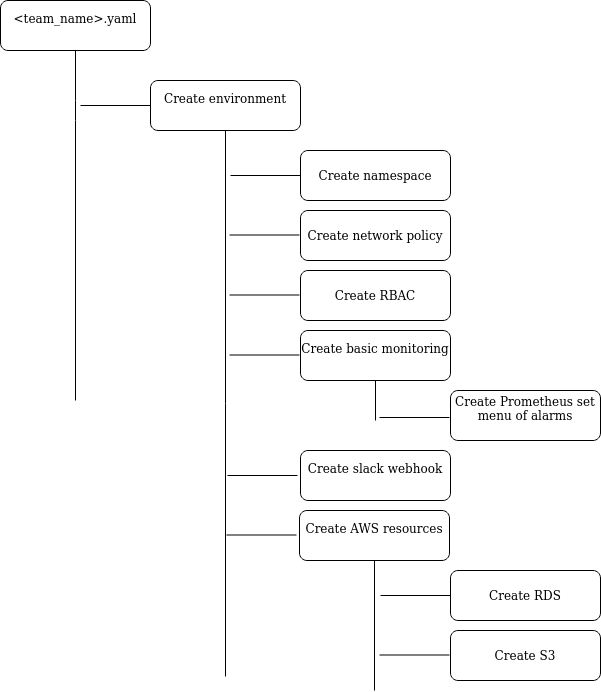 <team_name>.yaml
Create environment
Create namespace
Create network policy
Create RBAC
Create basic monitoring
Create Prometheus set
menu of alarms
Create slack webhook
Create AWS resources
Create RDS
Create S3